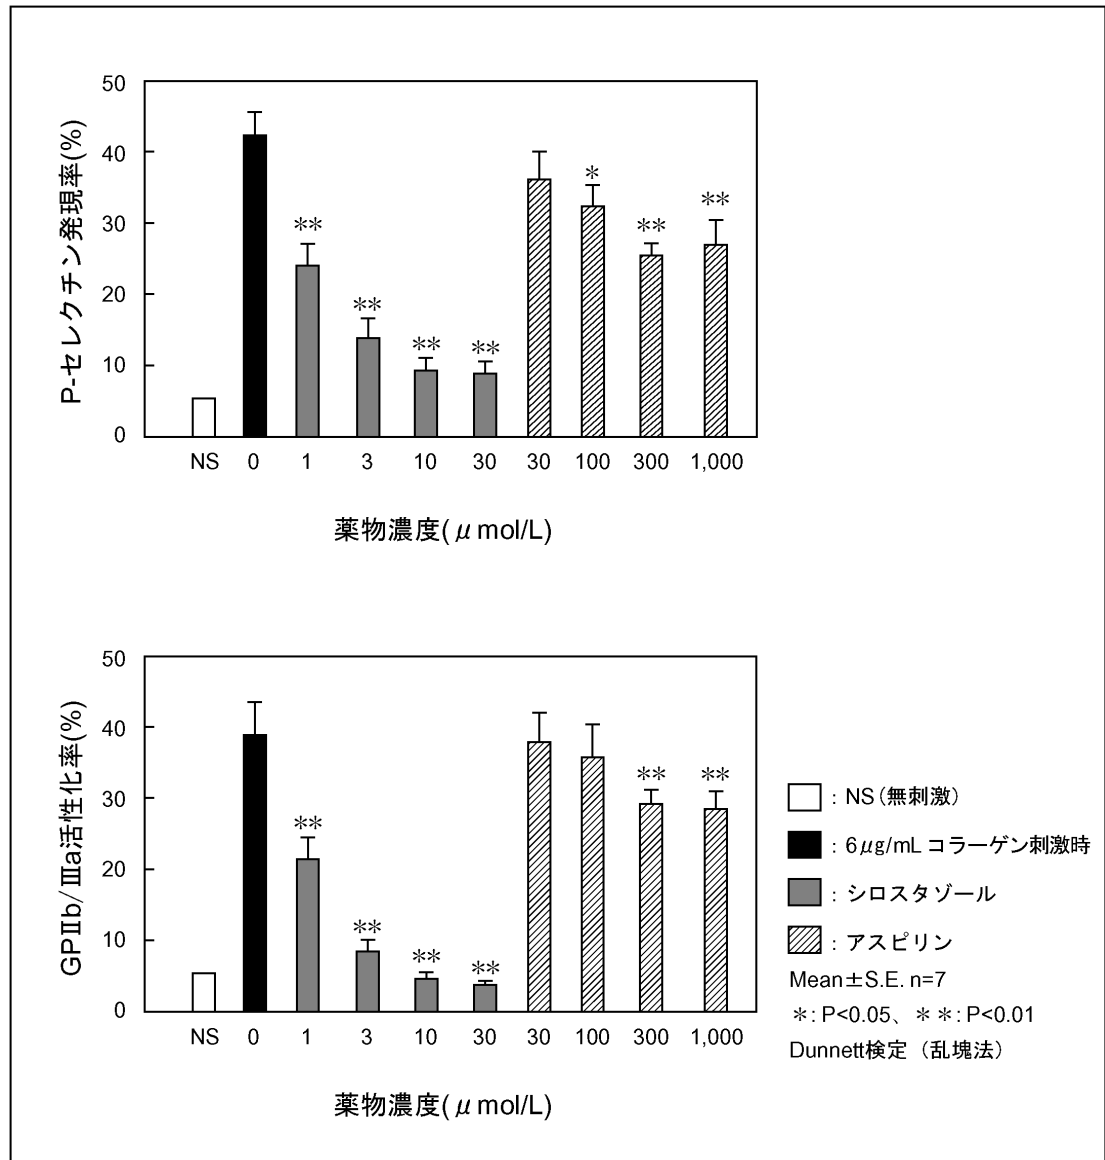 P-セレクチン発現率(%)
50
40
30
20
10
0
**
**
**
**
*
**
**
NS 0 1 3 10 30 30 100 300 1,000
薬物濃度(μmol/L)
GPⅡb/Ⅲa活性化率(%)
50
40
30
20
10
0
**
**
**
**
**
**
NS 0 1 3 10 30 30 100 300 1,000
薬物濃度(μmol/L)
: NS(無刺激)
: 6μg/mL コラーゲン刺激時
: シロスタゾール
: アスピリン
Mean±S.E. n=7
*: P<0.05、**: P<0.01
Dunnett検定(乱塊法)